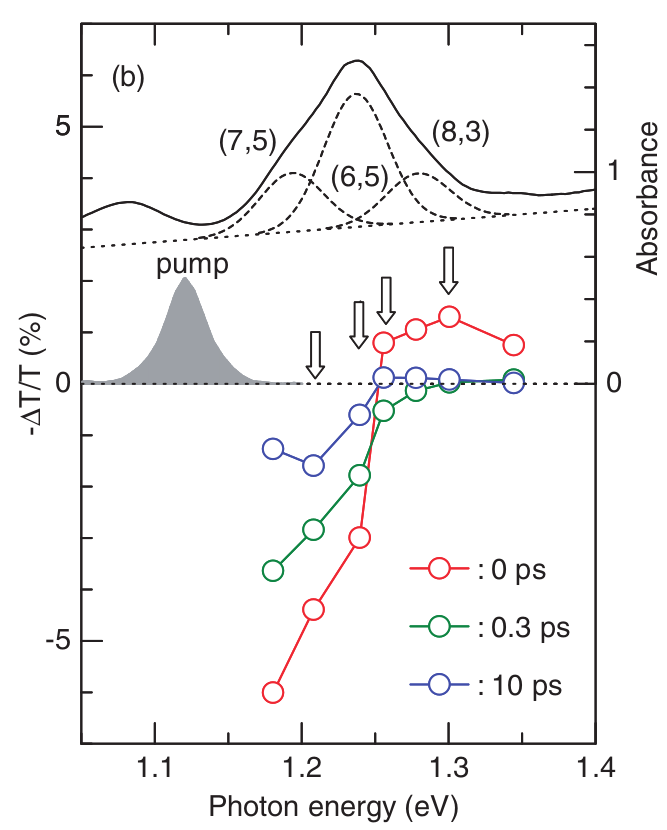 (b)
(7,5)
(8,3)
(6,5)
pump
5
0
-5
-ΔT/T (%)
1
0
Absorbance
: 0 ps
: 0.3 ps
: 10 ps
1.1
1.2
1.3
1.4
Photon energy (eV)